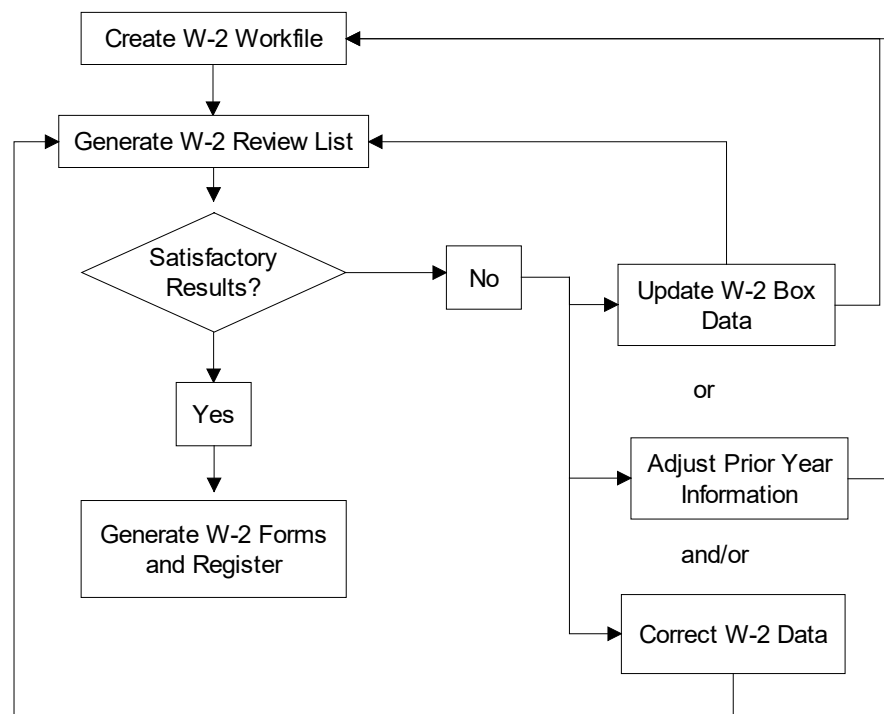 Create W-2 Workfile
Generate W-2 Review List
Satisfactory
Results?
No
Update W-2 Box
Data
or
Yes
Adjust Prior Year
Information
Generate W-2 Forms
and Register
and/or
Correct W-2 Data